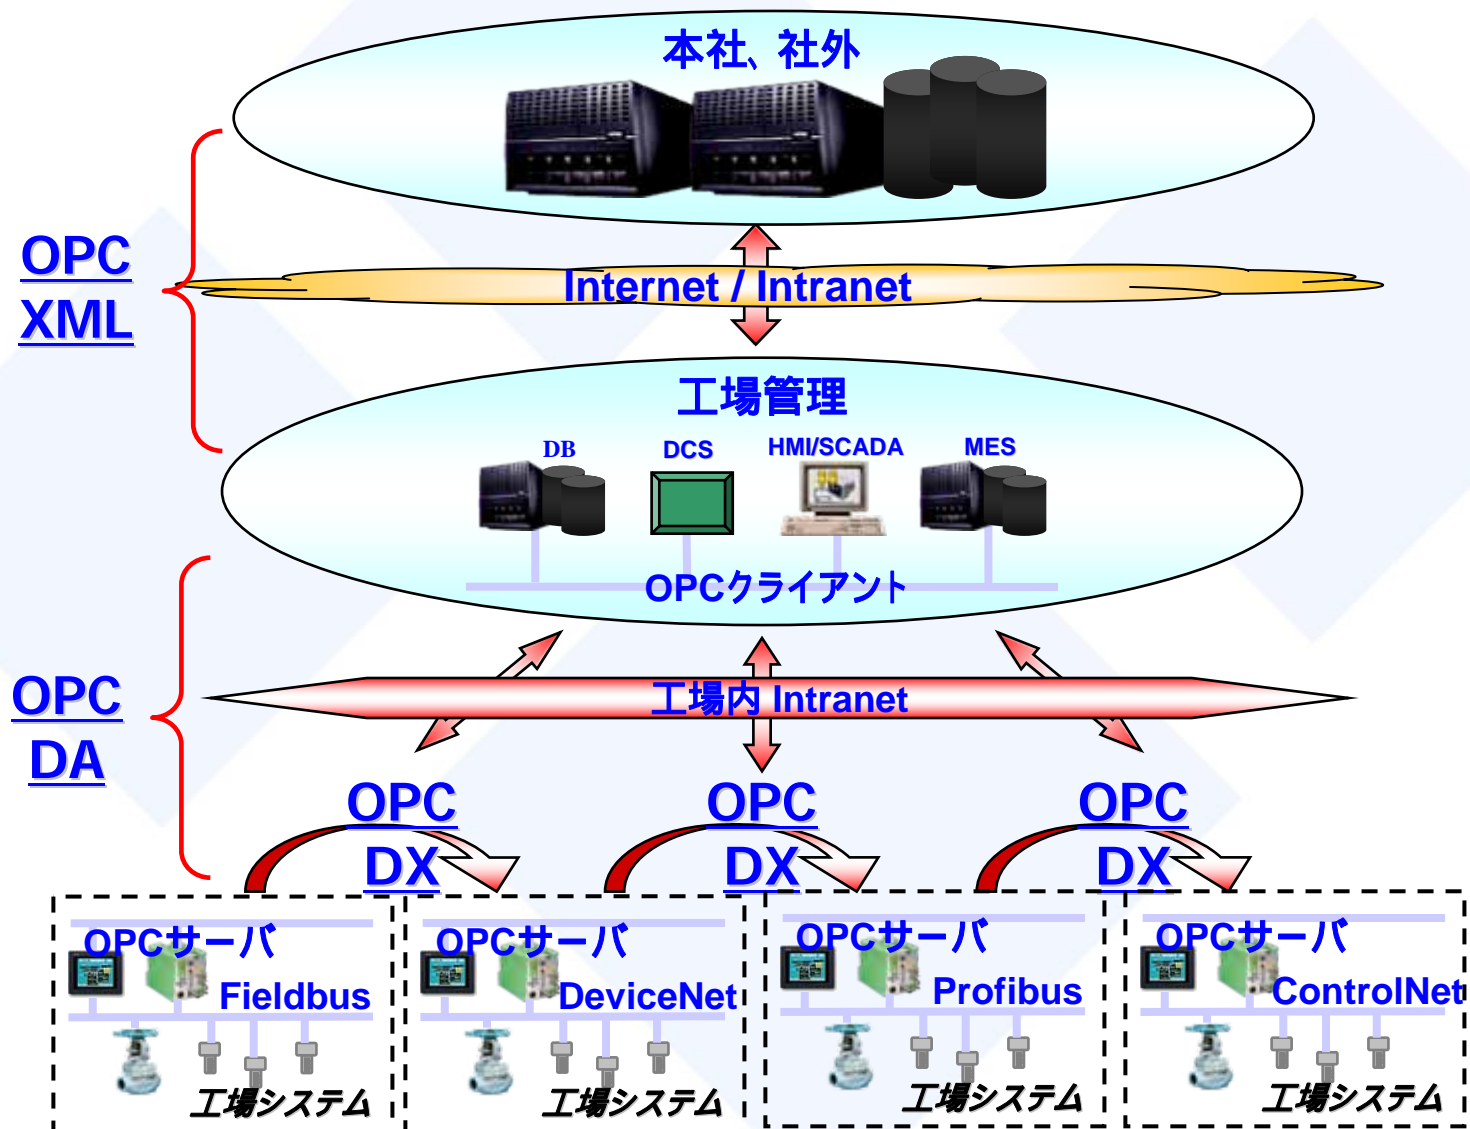 本社、社外
OPC
XML
Internet / Intranet
工場管理
DB
DCS
HMI/SCADA
MES
OPCクライアント
OPC
DA
工場内 Intranet
OPC
DX
OPC
DX
OPC
DX
OPCサーバ
Fieldbus
工場システム
OPCサーバ
DeviceNet
工場システム
OPCサーバ
Profibus
工場システム
OPCサーバ
ControlNet
工場システム